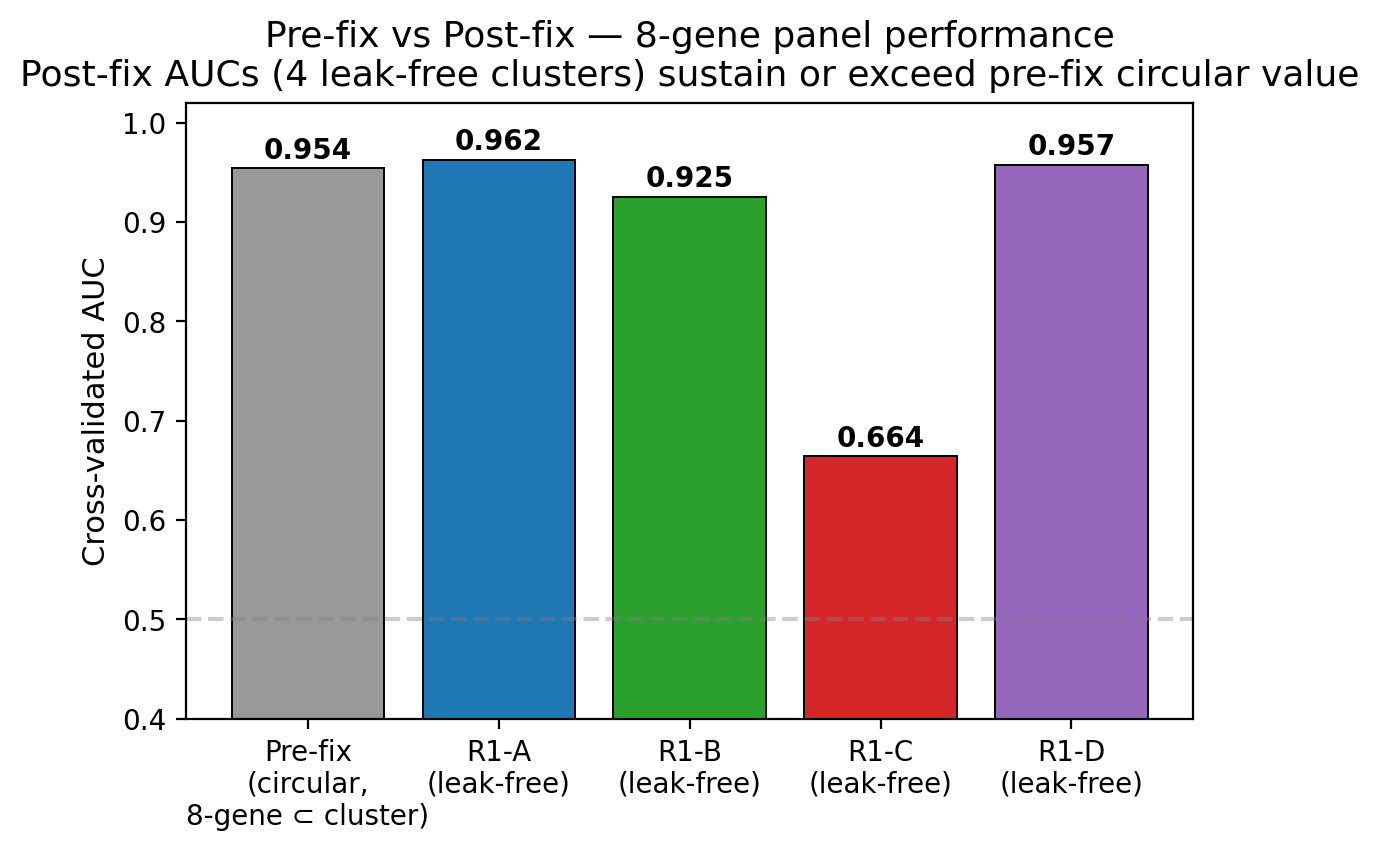 Pre-fix vs Post-fix — 8-gene panel performance
Post-fix AUCs (4 leak-free clusters) sustain or exceed pre-fix circular value
Cross-validated AUC
1.0
0.9
0.8
0.7
0.6
0.5
0.4
0.954
0.962
0.925
0.664
0.957
Pre-fix
(circular,
8-gene ⊂ cluster)
R1-A
(leak-free)
R1-B
(leak-free)
R1-C
(leak-free)
R1-D
(leak-free)